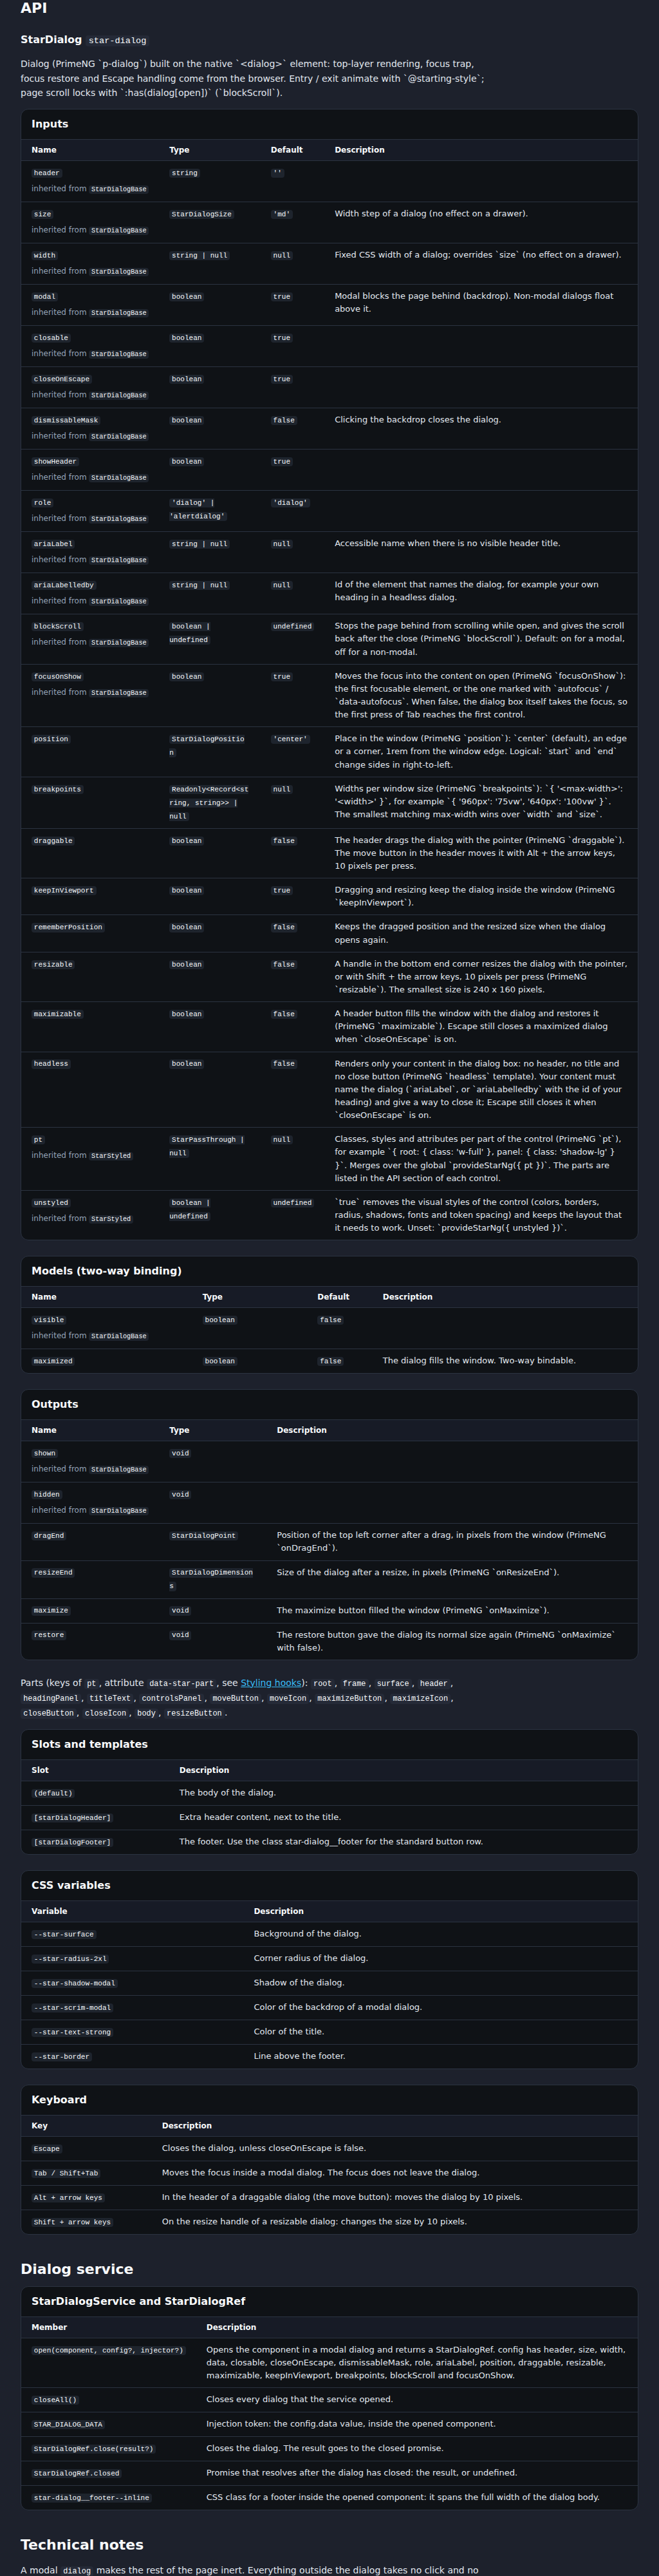 API
StarDialog star-dialog
Dialog (PrimeNG `p-dialog`) built on the native `<dialog>` element: top-layer rendering, focus trap,
focus restore and Escape handling come from the browser. Entry / exit animate with `@starting-style`;
page scroll locks with `:has(dialog[open])` (`blockScroll`).
Inputs
Name Type Default Description
header string ''
inherited from StarDialogBase
size StarDialogSize 'md' Width step of a dialog (no effect on a drawer).
inherited from StarDialogBase
width string | null null Fixed CSS width of a dialog; overrides `size` (no effect on a drawer).
inherited from StarDialogBase
modal boolean true Modal blocks the page behind (backdrop). Non-modal dialogs float
above it.
inherited from StarDialogBase
closable boolean true
inherited from StarDialogBase
closeOnEscape boolean true
inherited from StarDialogBase
dismissableMask boolean false Clicking the backdrop closes the dialog.
inherited from StarDialogBase
showHeader boolean true
inherited from StarDialogBase
role 'dialog' | 'dialog'
'alertdialog'
inherited from StarDialogBase
ariaLabel string | null null Accessible name when there is no visible header title.
inherited from StarDialogBase
ariaLabelledby string | null null Id of the element that names the dialog, for example your own
heading in a headless dialog.
inherited from StarDialogBase
blockScroll boolean | undefined Stops the page behind from scrolling while open, and gives the scroll
undefined back after the close (PrimeNG `blockScroll`). Default: on for a modal,
inherited from StarDialogBase
off for a non-modal.
focusOnShow boolean true Moves the focus into the content on open (PrimeNG `focusOnShow`):
the first focusable element, or the one marked with `autofocus` /
inherited from StarDialogBase
`data-autofocus`. When false, the dialog box itself takes the focus, so
the first press of Tab reaches the first control.
position StarDialogPositio 'center' Place in the window (PrimeNG `position`): `center` (default), an edge
n or a corner, 1rem from the window edge. Logical: `start` and `end`
change sides in right-to-left.
breakpoints Readonly<Record<st null Widths per window size (PrimeNG `breakpoints`): `{ '<max-width>':
ring, string>> | '<width>' }`, for example `{ '960px': '75vw', '640px': '100vw' }`.
null The smallest matching max-width wins over `width` and `size`.
draggable boolean false The header drags the dialog with the pointer (PrimeNG `draggable`).
The move button in the header moves it with Alt + the arrow keys,
10 pixels per press.
keepInViewport boolean true Dragging and resizing keep the dialog inside the window (PrimeNG
`keepInViewport`).
rememberPosition boolean false Keeps the dragged position and the resized size when the dialog
opens again.
resizable boolean false A handle in the bottom end corner resizes the dialog with the pointer,
or with Shift + the arrow keys, 10 pixels per press (PrimeNG
`resizable`). The smallest size is 240 x 160 pixels.
maximizable boolean false A header button fills the window with the dialog and restores it
(PrimeNG `maximizable`). Escape still closes a maximized dialog
when `closeOnEscape` is on.
headless boolean false Renders only your content in the dialog box: no header, no title and
no close button (PrimeNG `headless` template). Your content must
name the dialog (`ariaLabel`, or `ariaLabelledby` with the id of your
heading) and give a way to close it; Escape still closes it when
`closeOnEscape` is on.
pt StarPassThrough | null Classes, styles and attributes per part of the control (PrimeNG `pt`),
null for example `{ root: { class: 'w-full' }, panel: { class: 'shadow-lg' }
inherited from StarStyled
}`. Merges over the global `provideStarNg({ pt })`. The parts are
listed in the API section of each control.
unstyled boolean | undefined `true` removes the visual styles of the control (colors, borders,
undefined radius, shadows, fonts and token spacing) and keeps the layout that
inherited from StarStyled
it needs to work. Unset: `provideStarNg({ unstyled })`.
Models (two-way binding)
Name Type Default Description
visible boolean false
inherited from StarDialogBase
maximized boolean false The dialog fills the window. Two-way bindable.
Outputs
Name Type Description
shown void
inherited from StarDialogBase
hidden void
inherited from StarDialogBase
dragEnd StarDialogPoint Position of the top left corner after a drag, in pixels from the window (PrimeNG
`onDragEnd`).
resizeEnd StarDialogDimension Size of the dialog after a resize, in pixels (PrimeNG `onResizeEnd`).
s
maximize void The maximize button filled the window (PrimeNG `onMaximize`).
restore void The restore button gave the dialog its normal size again (PrimeNG `onMaximize`
with false).
Parts (keys of pt, attribute data-star-part, see Styling hooks): root, frame, surface, header,
headingPanel, titleText, controlsPanel, moveButton, moveIcon, maximizeButton, maximizeIcon,
closeButton, closeIcon, body, resizeButton.
Slots and templates
Slot Description
(default) The body of the dialog.
[starDialogHeader] Extra header content, next to the title.
[starDialogFooter] The footer. Use the class star-dialog__footer for the standard button row.
CSS variables
Variable Description
--star-surface Background of the dialog.
--star-radius-2xl Corner radius of the dialog.
--star-shadow-modal Shadow of the dialog.
--star-scrim-modal Color of the backdrop of a modal dialog.
--star-text-strong Color of the title.
--star-border Line above the footer.
Keyboard
Key Description
Escape Closes the dialog, unless closeOnEscape is false.
Tab / Shift+Tab Moves the focus inside a modal dialog. The focus does not leave the dialog.
Alt + arrow keys In the header of a draggable dialog (the move button): moves the dialog by 10 pixels.
Shift + arrow keys On the resize handle of a resizable dialog: changes the size by 10 pixels.
Dialog service
StarDialogService and StarDialogRef
Member Description
open(component, config?, injector?) Opens the component in a modal dialog and returns a StarDialogRef. config has header, size, width,
data, closable, closeOnEscape, dismissableMask, role, ariaLabel, position, draggable, resizable,
maximizable, keepInViewport, breakpoints, blockScroll and focusOnShow.
closeAll() Closes every dialog that the service opened.
STAR_DIALOG_DATA Injection token: the config.data value, inside the opened component.
StarDialogRef.close(result?) Closes the dialog. The result goes to the closed promise.
StarDialogRef.closed Promise that resolves after the dialog has closed: the result, or undefined.
star-dialog__footer--inline CSS class for a footer inside the opened component: it spans the full width of the dialog body.
Technical notes
A modal dialog makes the rest of the page inert. Everything outside the dialog takes no click and no